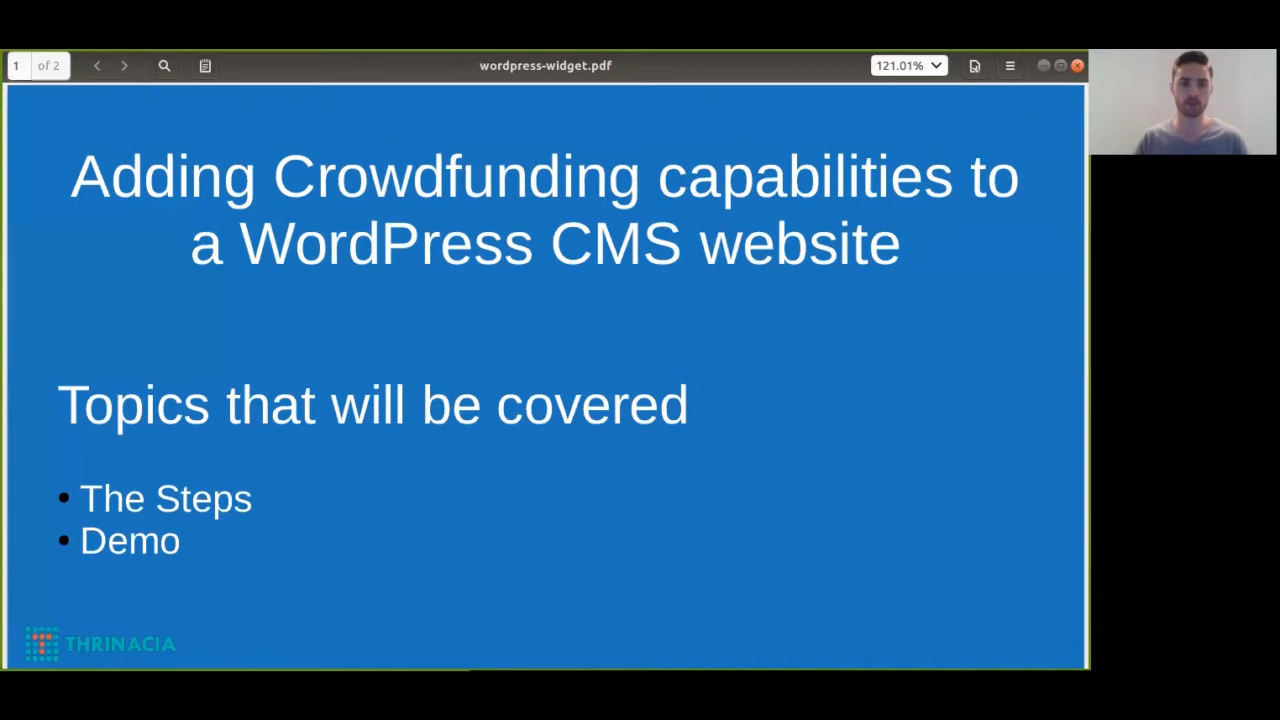 1 of 2
wordpress-widget.pdf
121.01%
Adding Crowdfunding capabilities to
a WordPress CMS website
Topics that will be covered
• The Steps
• Demo
THRINACIA